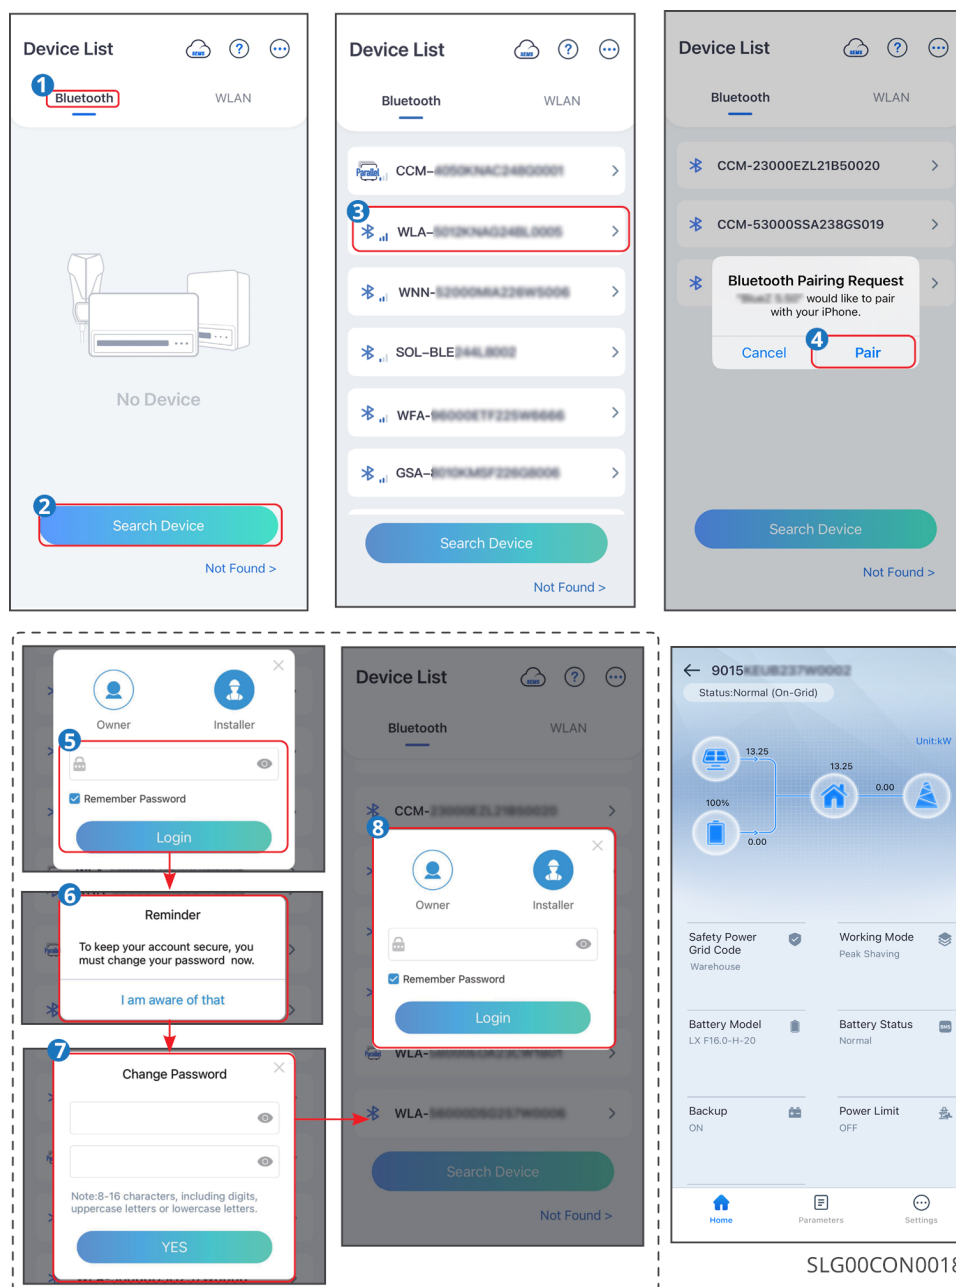 Device List
SEMS
?
1
Bluetooth
WLAN
No Device
2
Search Device
Not Found >
Device List
SEMS
?
Bluetooth
WLAN
Parallel
CCM-
3
WLA-
WNN-
SOL-BLE
WFA-
GSA-
Search Device
Not Found >
Device List
SEMS
?
Bluetooth
WLAN
CCM-23000EZL21B50020
CCM-53000SSA238GS019
Bluetooth Pairing Request
would like to pair
with your iPhone.
4
Cancel
Pair
Search Device
Not Found >
Owner
Installer
5
Remember Password
Login
6
Reminder
To keep your account secure, you
must change your password now.
I am aware of that
7
Change Password
Note:8-16 characters, including digits,
uppercase letters or lowercase letters.
YES
Device List
SEMS
?
Bluetooth
WLAN
CCM-
8
Owner
Installer
Remember Password
Login
WLA-
WLA-
Search Device
Not Found >
9015
Status:Normal (On-Grid)
Unit:kW
13.25
13.25
0.00
100%
0.00
Safety Power
Grid Code
Warehouse
Working Mode
Peak Shaving
Battery Model
LX F16.0-H-20
Battery Status
Normal
BMS
Backup
ON
Power Limit
OFF
Home
Parameters
Settings
SLG00CON0018